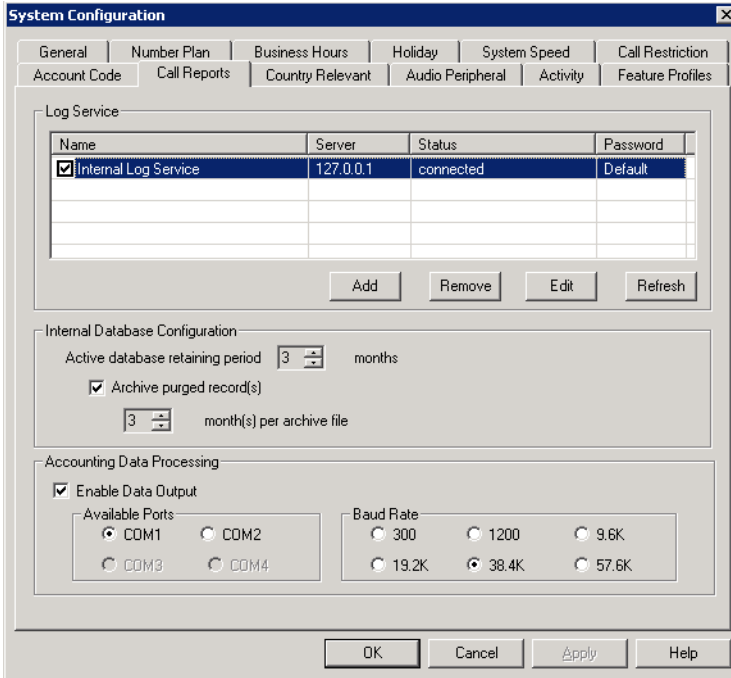 System Configuration
General Number Plan Business Hours Holiday System Speed Call Restriction
Account Code Call Reports Country Relevant Audio Peripheral Activity Feature Profiles
Log Service
Name Server Status Password
Internal Log Service 127.0.0.1 connected Default
Add Remove Edit Refresh
Internal Database Configuration
Active database retaining period 3 months
Archive purged record(s)
3 month(s) per archive file
Accounting Data Processing
Enable Data Output
Available Ports Baud Rate
COM1 COM2 300 1200 9.6K
COM3 COM4 19.2K 38.4K 57.6K
OK Cancel Apply Help